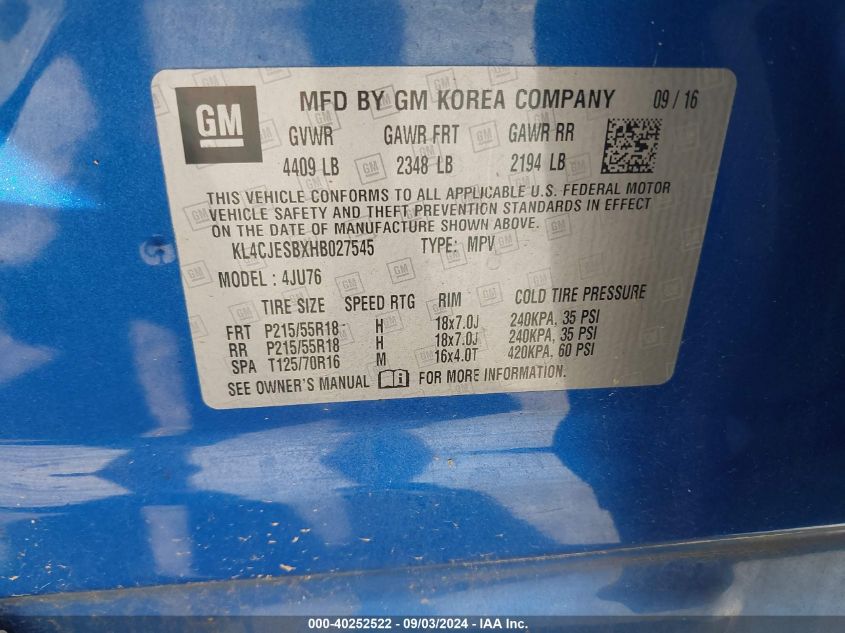 GM
MFD BY GM KOREA COMPANY 09 / 16
GVWR GAWR FRT GAWR RR
4409 LB 2348 LB 2194 LB
THIS VEHICLE CONFORMS TO ALL APPLICABLE U.S. FEDERAL MOTOR
VEHICLE SAFETY AND THEFT PREVENTION STANDARDS IN EFFECT
ON THE DATE OF MANUFACTURE SHOWN ABOVE.
KL4CJESBXHB027545 TYPE: MPV
MODEL : 4JU76
TIRE SIZE SPEED RTG RIM COLD TIRE PRESSURE
FRT P215/55R18 H 18x7.0J 240KPA, 35 PSI
RR P215/55R18 H 18x7.0J 240KPA, 35 PSI
SPA T125/70R16 M 16x4.0T 420KPA, 60 PSI
SEE OWNER'S MANUAL FOR MORE INFORMATION.
000-40252522 - 09/03/2024 - IAAI.com